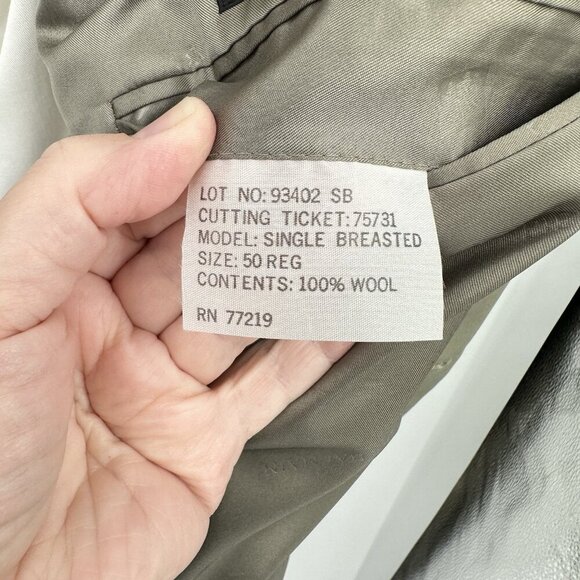 LOT NO: 93402 SB
CUTTING TICKET: 75731
MODEL: SINGLE BREASTED
SIZE: 50 REG
CONTENTS: 100% WOOL
RN 77219